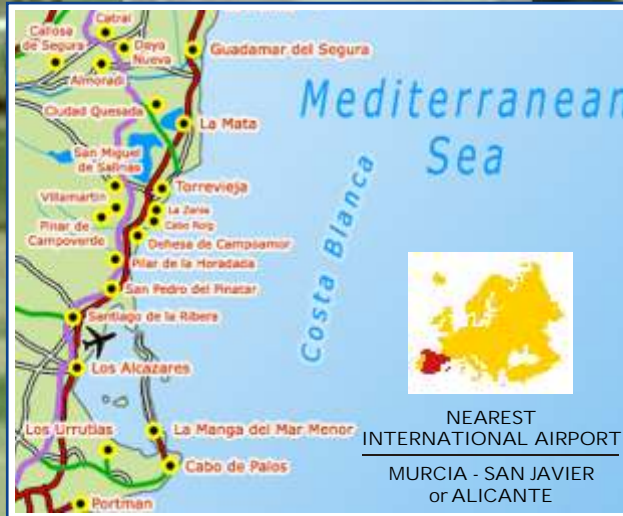 Catral
Callosa
de Segura
Daya
Nueva
Guadamar del Segura
Almoradi
Ciudad Quesada
La Mata
Mediterranean
Sea
San Miguel
de Salinas
Torrevieja
Villamartin
La Zenia
Cabo Roig
Pinar de
Campoverde
Dehesa de Campoamor
Costa Blanca
Pilar de la Horadada
San Pedro del Pinatar
Santiago de la Ribera
Los Alcazares
Los Urrutias
La Manga del Mar Menor
Cabo de Palos
Portman
NEAREST
INTERNATIONAL AIRPORT
MURCIA - SAN JAVIER
or ALICANTE